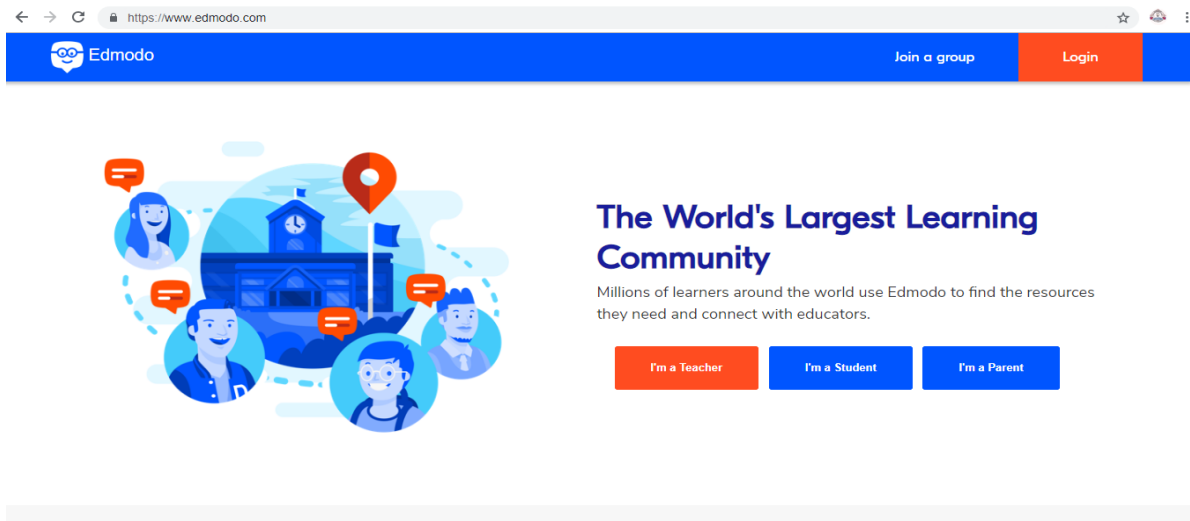 https://www.edmodo.com
Edmodo
Join a group
Login
The World's Largest Learning
Community
Millions of learners around the world use Edmodo to find the resources
they need and connect with educators.
I'm a Teacher
I'm a Student
I'm a Parent
D